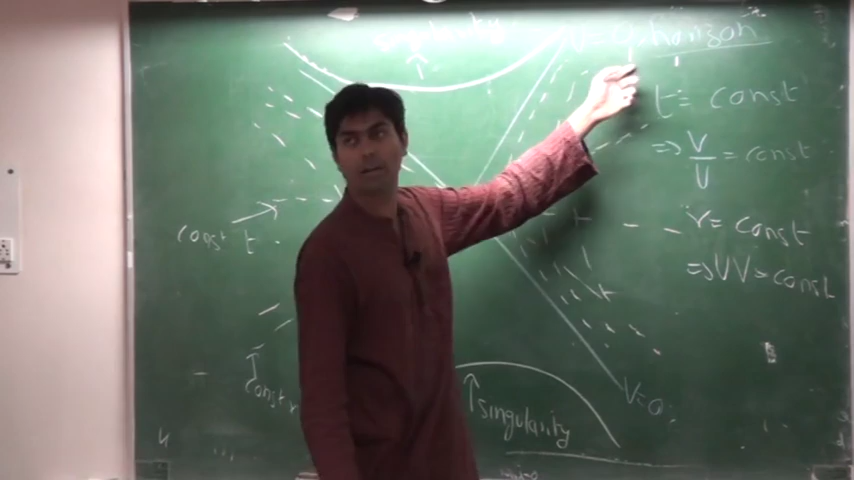 singularity
U = 0, horizon
t = const
⇒ V/U = const
const t
r = const
⇒ UV = const
const r
singularity
V=0